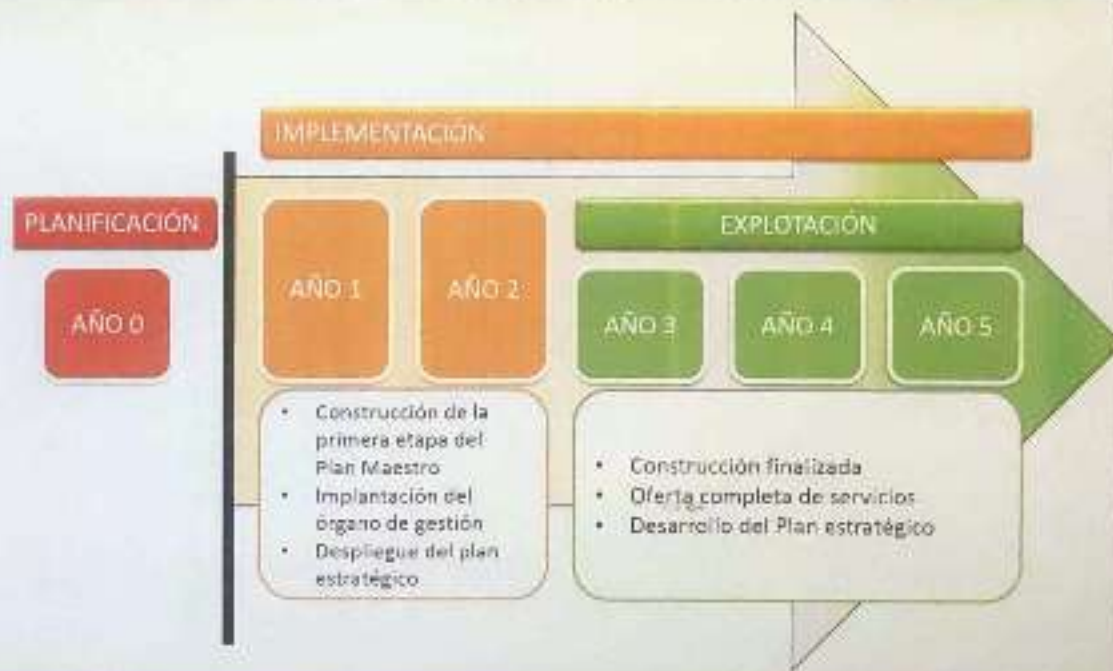 IMPLEMENTACIÓN
PLANIFICACIÓN
EXPLOTACIÓN
AÑO 0
AÑO 1
AÑO 2
AÑO 3
AÑO 4
AÑO 5
• Construcción de la
primera etapa del
Plan Maestro
• Implantación del
órgano de gestión
• Despliegue del plan
estratégico
• Construcción finalizada
• Oferta completa de servicios
• Desarrollo del Plan estratégico